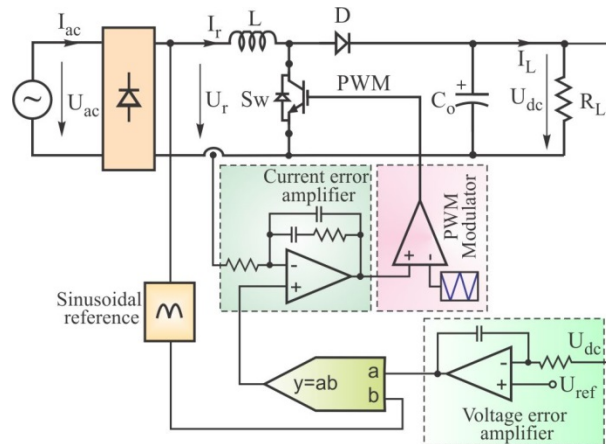 I_ac
I_r
L
D
I_L
U_ac
U_r
Sw
PWM
C_o
+
U_dc
R_L
Current error
amplifier
PWM
Modulator
-
+
+
-
Sinusoidal
reference
y=ab
a
b
U_dc
-
+
U_ref
Voltage error
amplifier